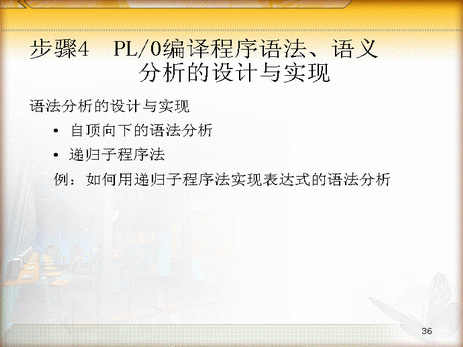 步骤4 PL/0编译程序语法、语义
分析的设计与实现
语法分析的设计与实现
• 自顶向下的语法分析
• 递归子程序法
例：如何用递归子程序法实现表达式的语法分析
36